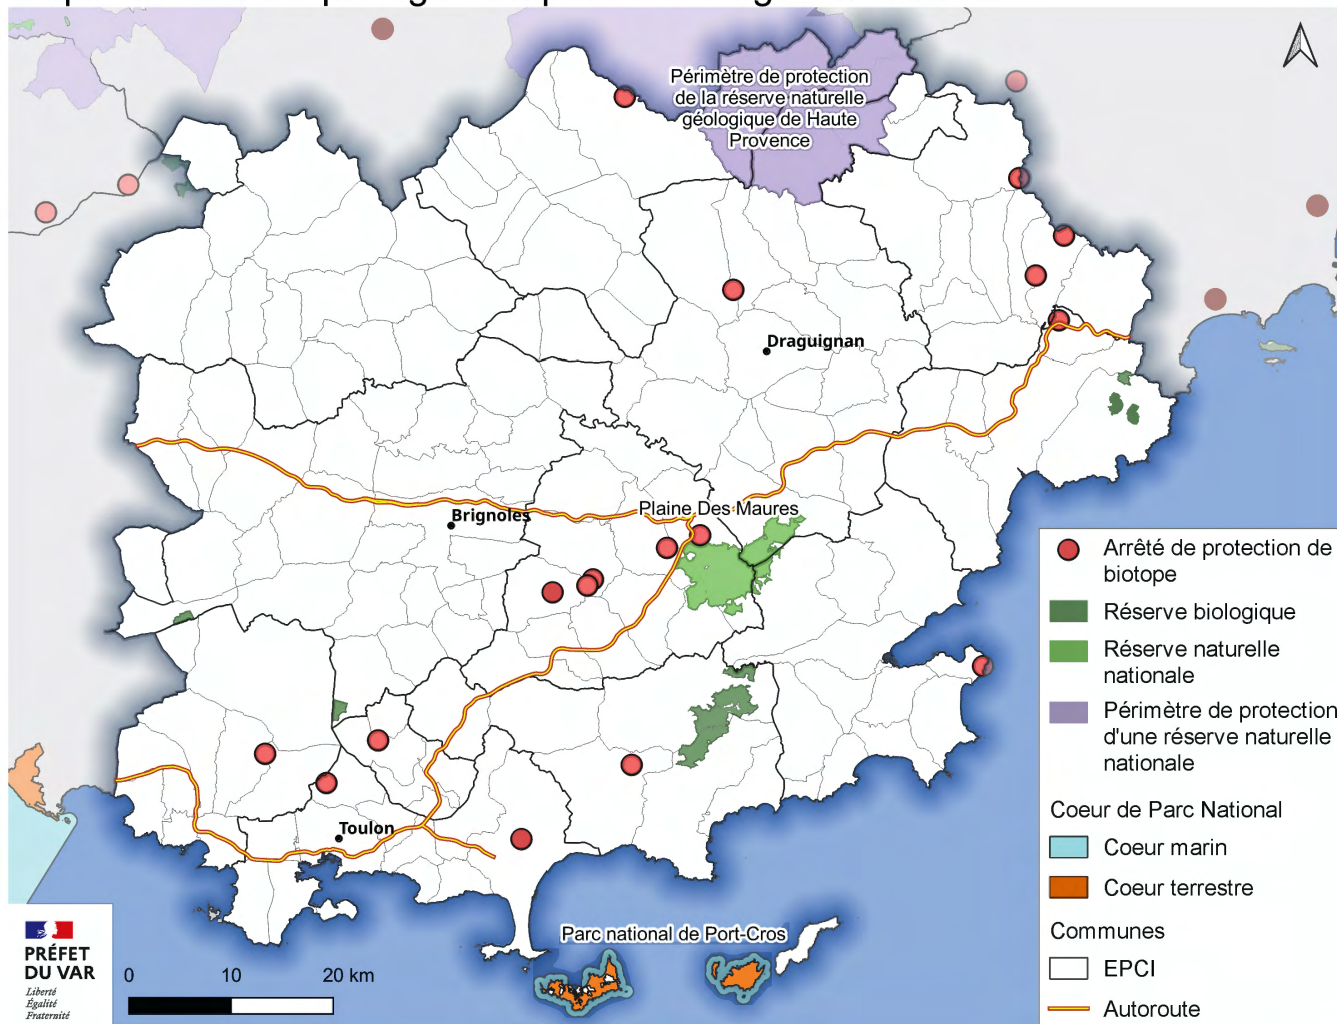 Périmètre de protection
de la réserve naturelle
géologique de Haute
Provence
Draguignan
Plaine Des Maures
Brignoles
Toulon
Parc national de Port-Cros
Arrêté de protection de
biotope
Réserve biologique
Réserve naturelle
nationale
Périmètre de protection
d'une réserve naturelle
nationale
Coeur de Parc National
Coeur marin
Coeur terrestre
Communes
EPCI
Autoroute
PRÉFET
DU VAR
Liberté
Égalité
Fraternité
0 10 20 km